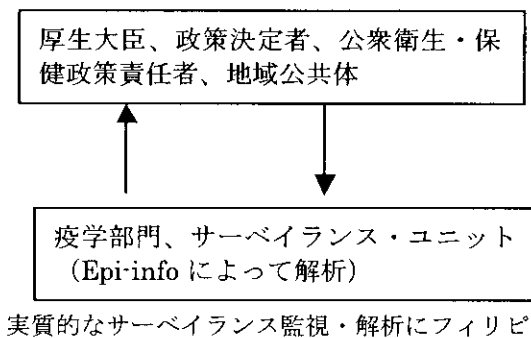 厚生大臣、政策決定者、公衆衛生・保
健政策責任者、地域公共体
疫学部門、サーベイランス・ユニット
（Epi-info によって解析）
実質的なサーベイランス監視・解析にフィリピ